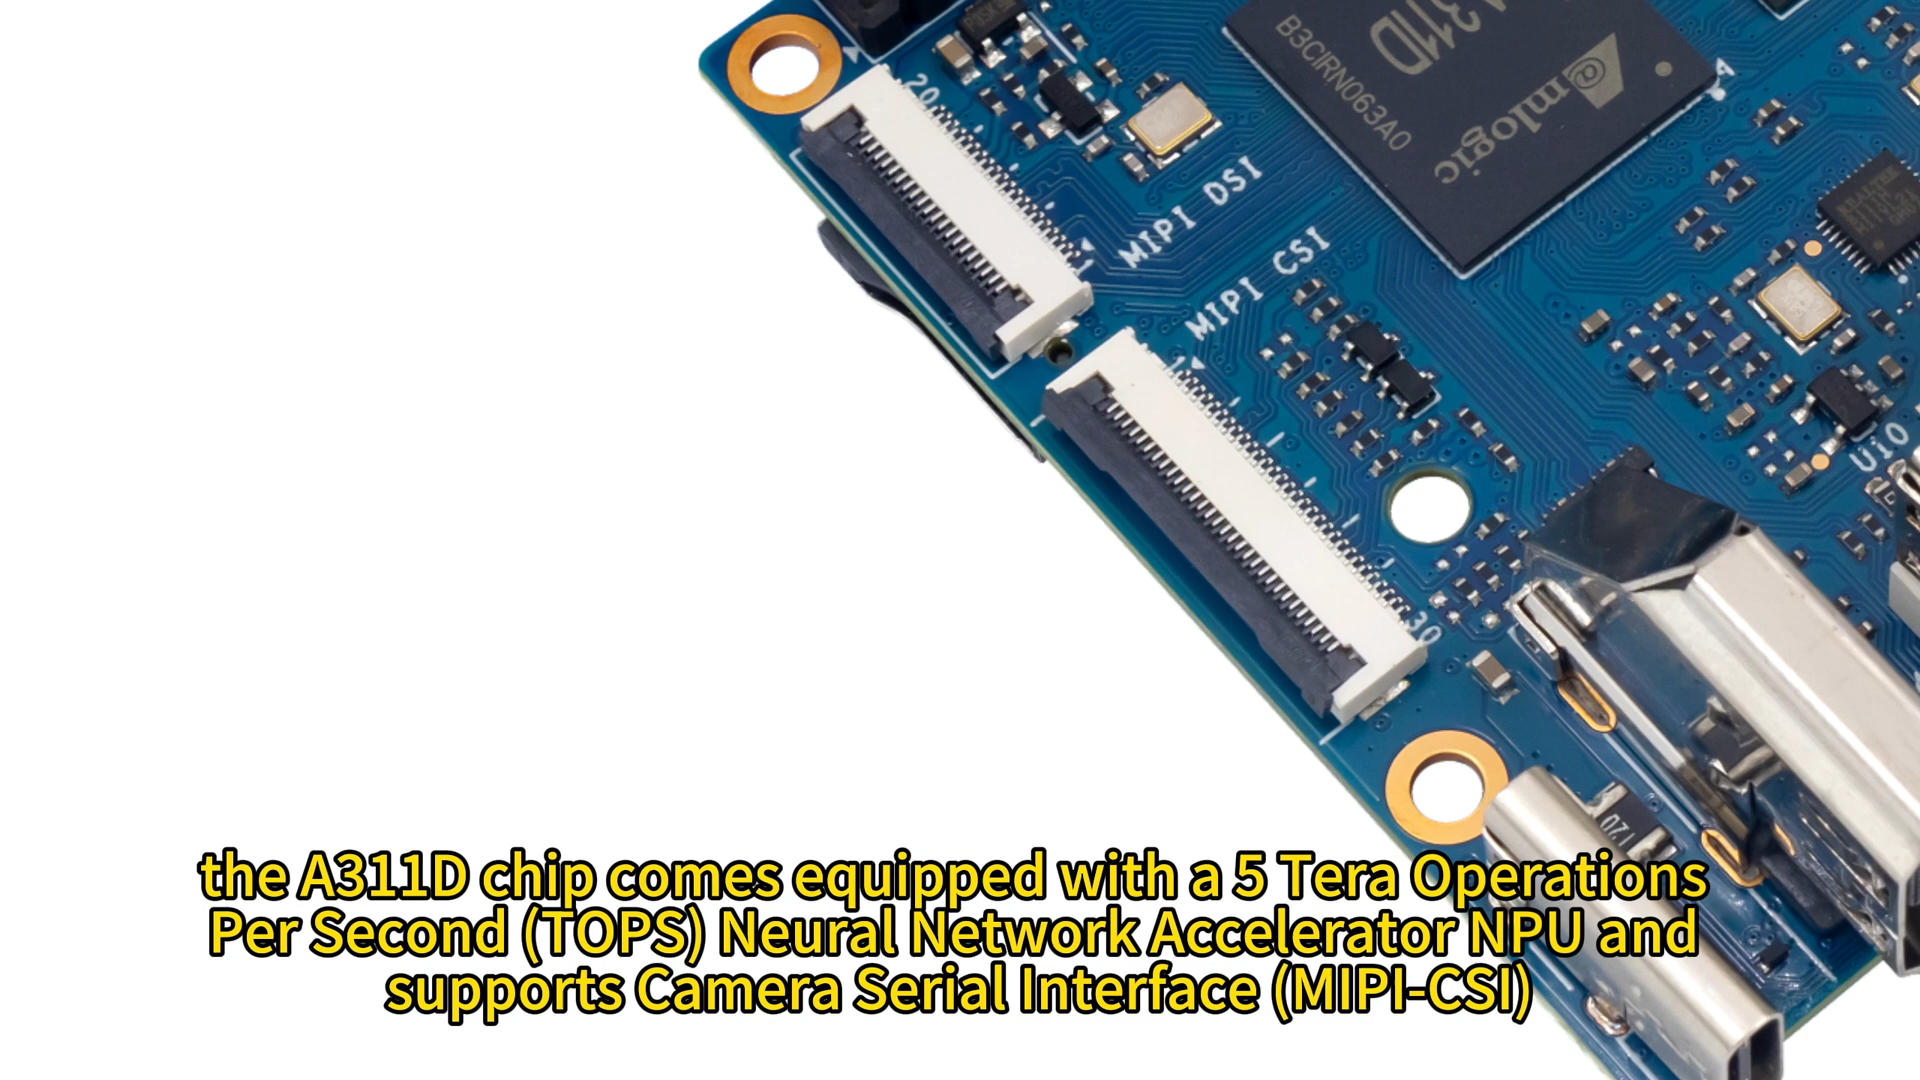 A311D
B3CIRN063A0
@mlogic
20
MIPI DSI
MIPI CSI
30
the A311D chip comes equipped with a 5 Tera Operations
Per Second (TOPS) Neural Network Accelerator NPU and
supports Camera Serial Interface (MIPI-CSI)